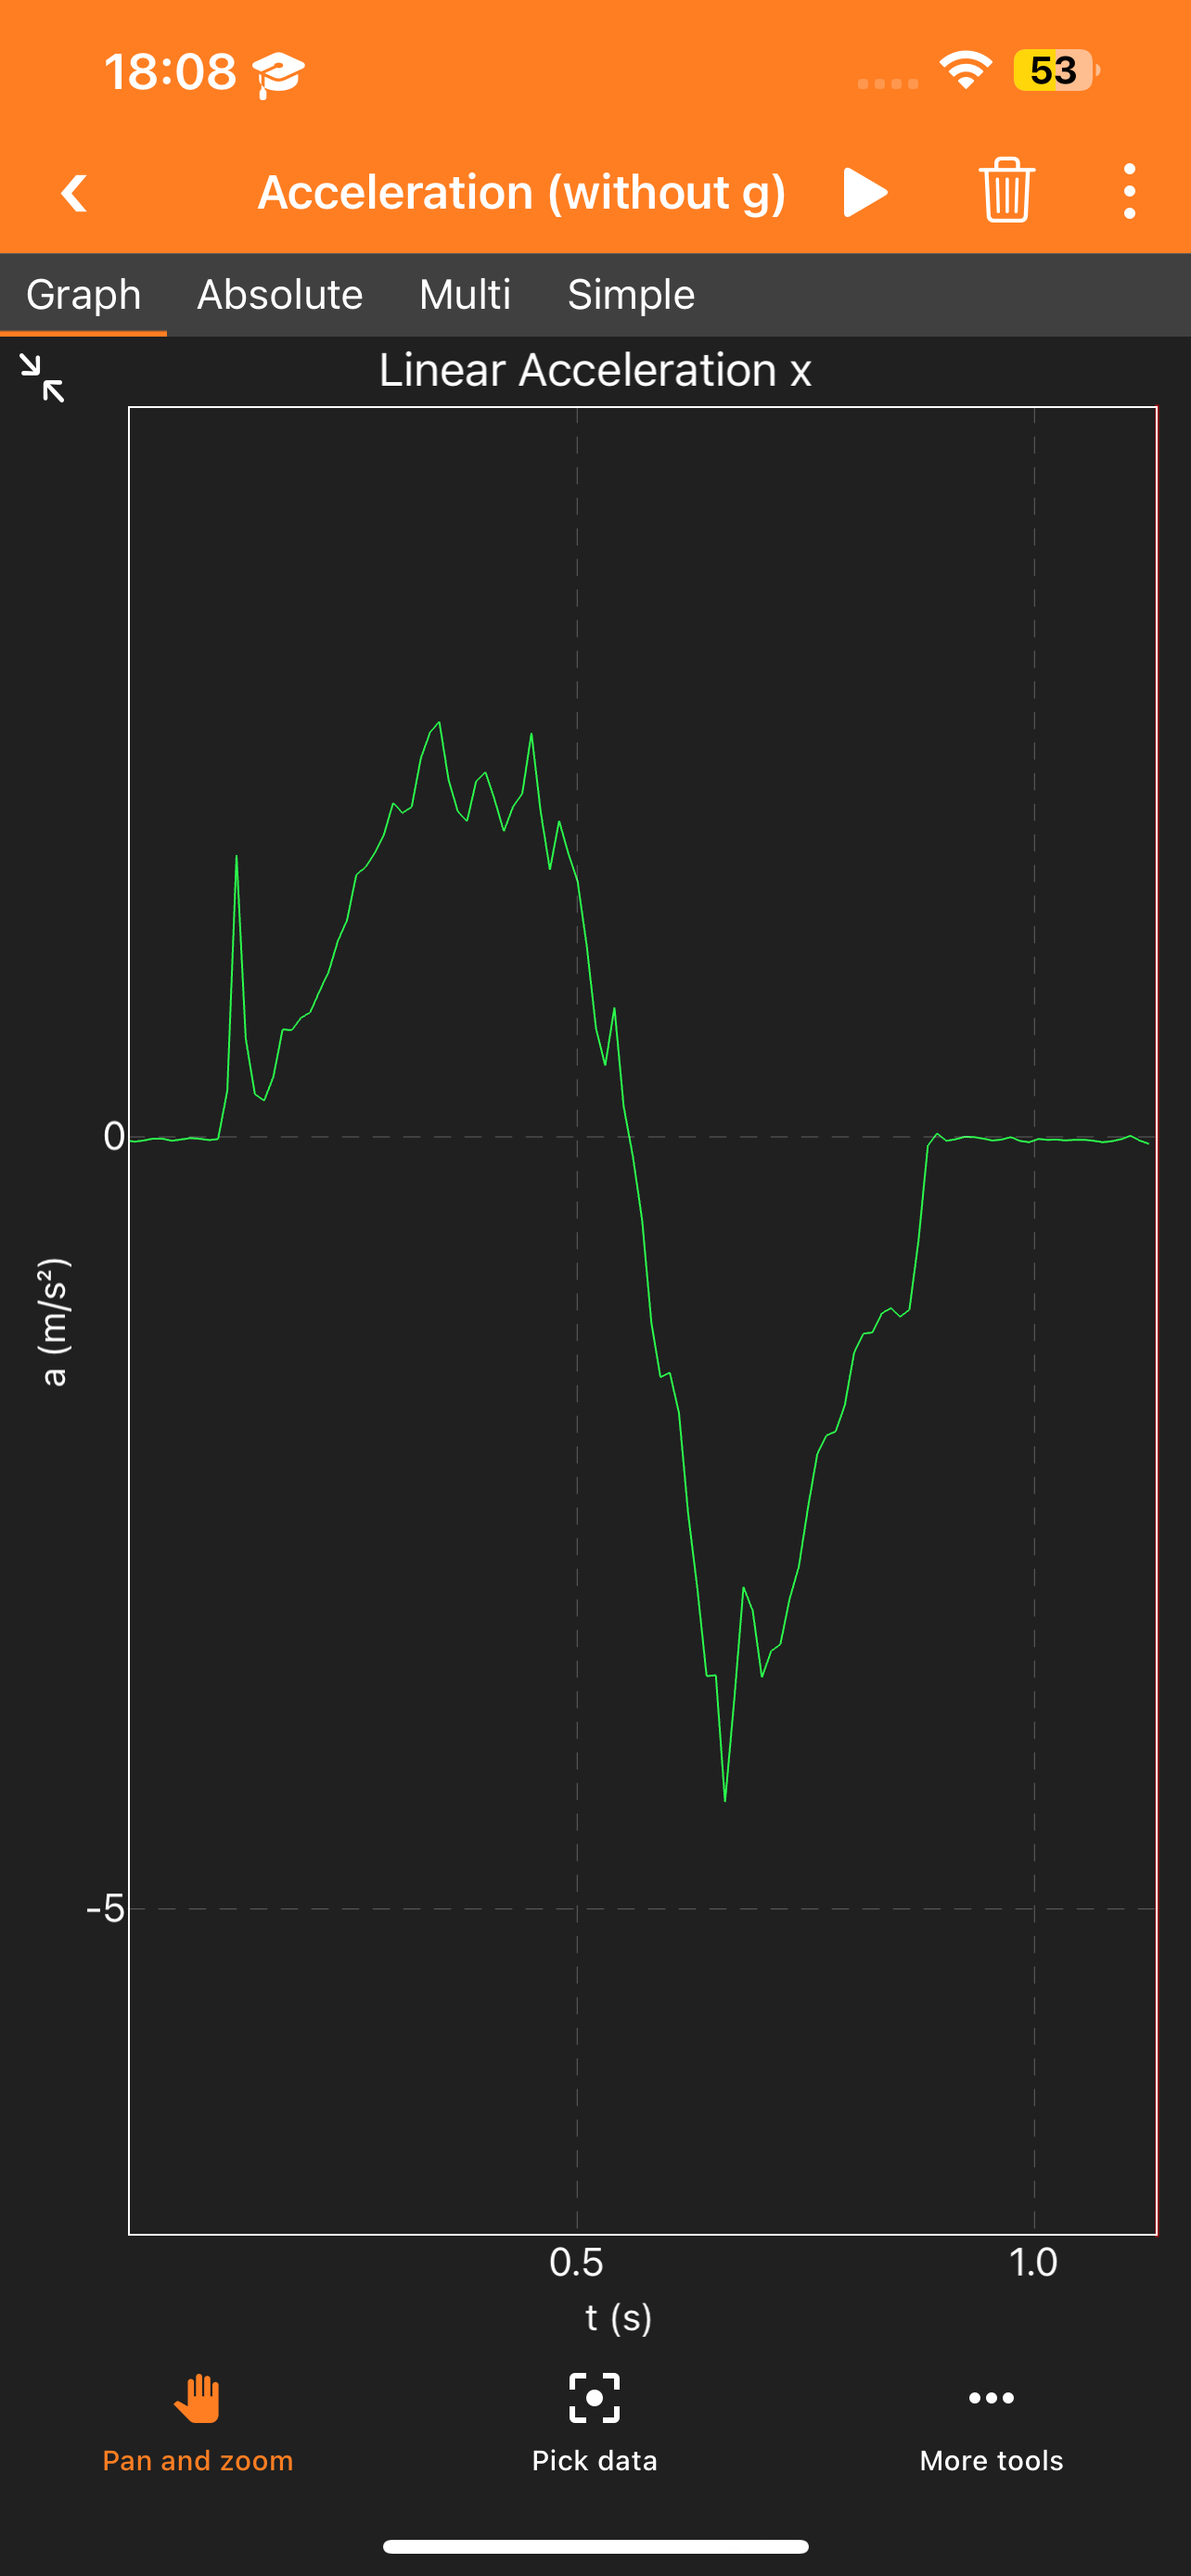 18:08
53
Acceleration (without g)
Graph Absolute Multi Simple
Linear Acceleration x
0
a (m/s²)
-5
0.5 1.0
t (s)
Pan and zoom Pick data More tools